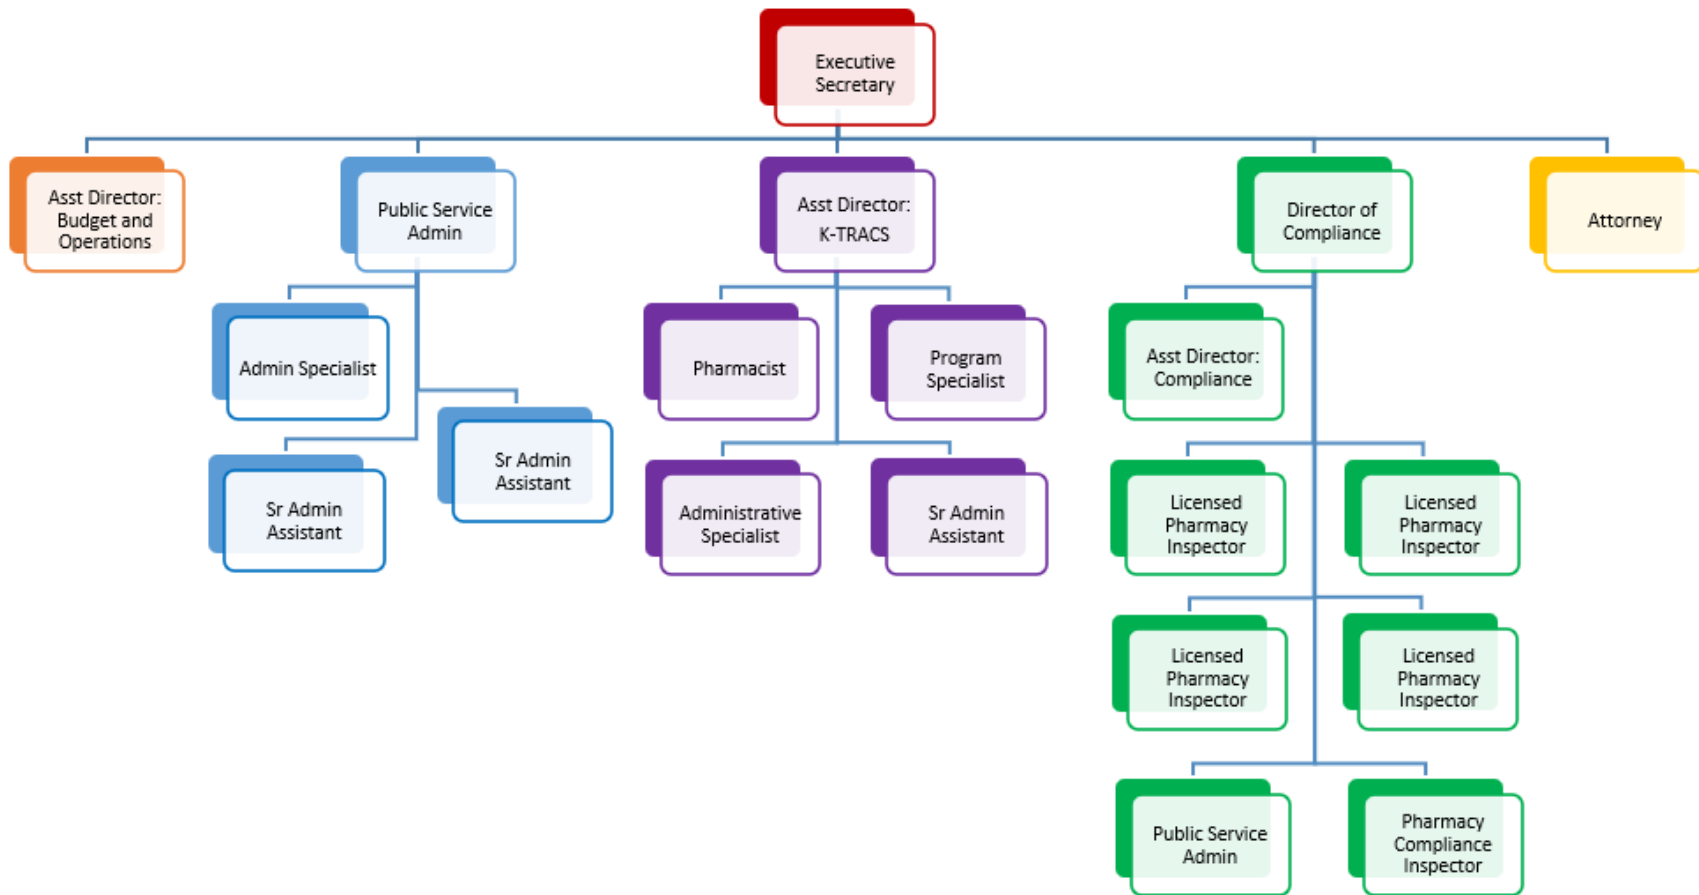 Executive
Secretary
Asst Director:
Budget and
Operations
Public Service
Admin
Asst Director:
K-TRACS
Director of
Compliance
Attorney
Admin Specialist
Sr Admin
Assistant
Sr Admin
Assistant
Pharmacist
Program
Specialist
Administrative
Specialist
Sr Admin
Assistant
Asst Director:
Compliance
Licensed
Pharmacy
Inspector
Licensed
Pharmacy
Inspector
Licensed
Pharmacy
Inspector
Licensed
Pharmacy
Inspector
Public Service
Admin
Pharmacy
Compliance
Inspector